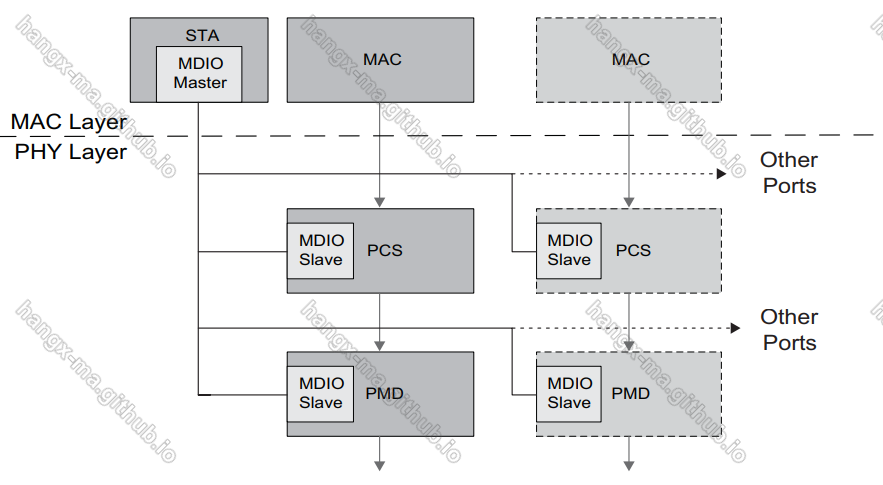 STA
MDIO
Master
MAC
MAC
MAC Layer
PHY Layer
Other
Ports
MDIO
Slave
PCS
MDIO
Slave
PCS
Other
Ports
MDIO
Slave
PMD
MDIO
Slave
PMD
hangx-ma.github.io
hangx-ma.github.io
hangx-ma.github.io
hangx-ma.github.io
hangx-ma.github.io
hangx-ma.github.io